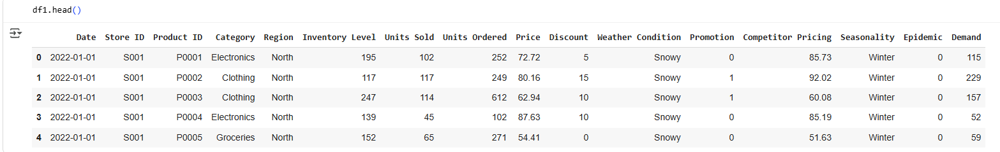 df1.head()
Date Store ID Product ID Category Region Inventory Level Units Sold Units Ordered Price Discount Weather Condition Promotion Competitor Pricing Seasonality Epidemic Demand
0 2022-01-01 S001 P0001 Electronics North 195 102 252 72.72 5 Snowy 0 85.73 Winter 0 115
1 2022-01-01 S001 P0002 Clothing North 117 117 249 80.16 15 Snowy 1 92.02 Winter 0 229
2 2022-01-01 S001 P0003 Clothing North 247 114 612 62.94 10 Snowy 1 60.08 Winter 0 157
3 2022-01-01 S001 P0004 Electronics North 139 45 102 87.63 10 Snowy 0 85.19 Winter 0 52
4 2022-01-01 S001 P0005 Groceries North 152 65 271 54.41 0 Snowy 0 51.63 Winter 0 59